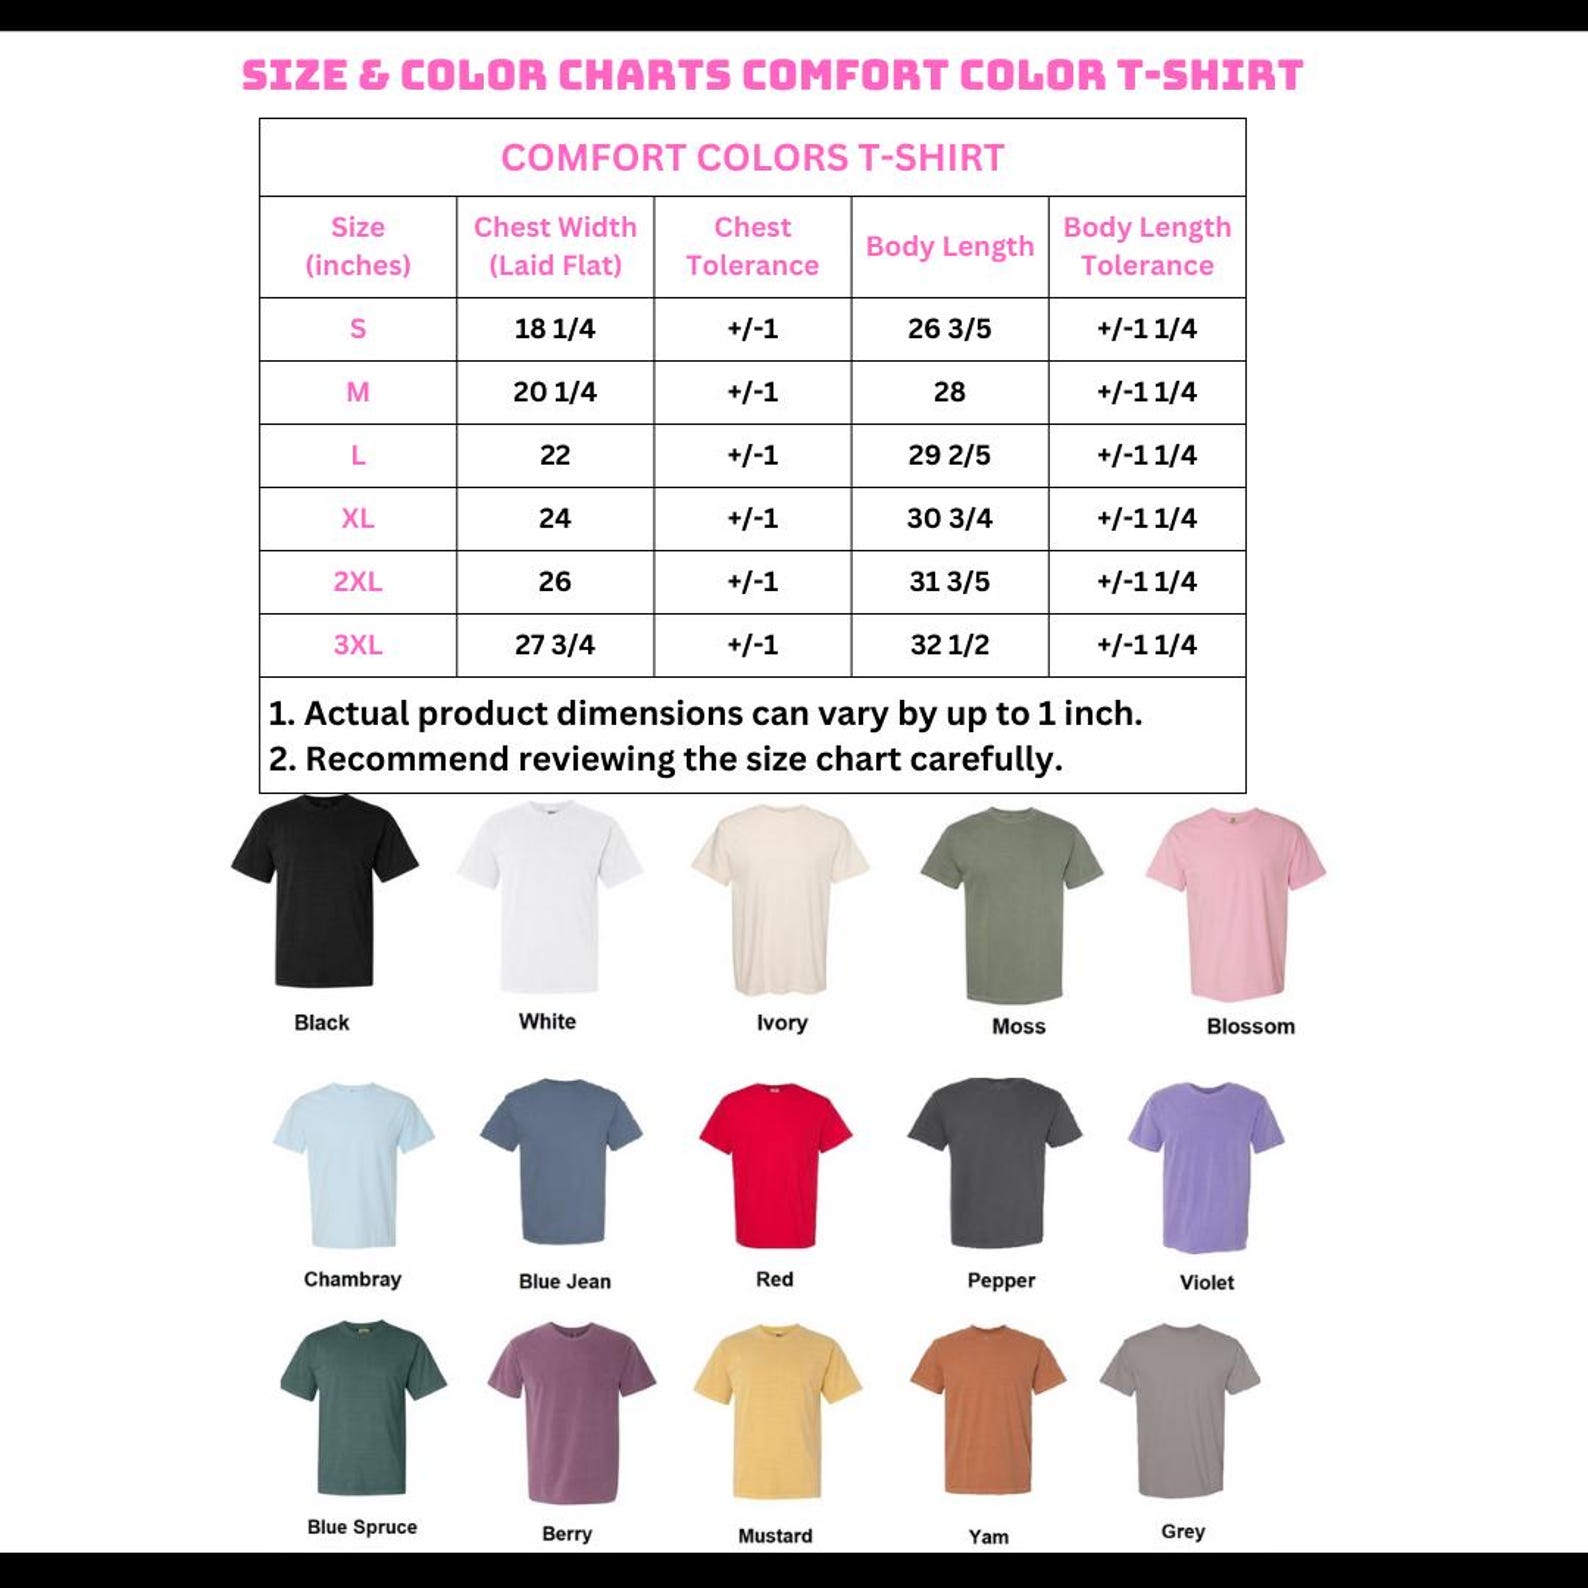 SIZE & COLOR CHARTS COMFORT COLOR T-SHIRT
COMFORT COLORS T-SHIRT
Size (inches) Chest Width (Laid Flat) Chest Tolerance Body Length Body Length Tolerance
S 18 1/4 +/-1 26 3/5 +/-1 1/4
M 20 1/4 +/-1 28 +/-1 1/4
L 22 +/-1 29 2/5 +/-1 1/4
XL 24 +/-1 30 3/4 +/-1 1/4
2XL 26 +/-1 31 3/5 +/-1 1/4
3XL 27 3/4 +/-1 32 1/2 +/-1 1/4
1. Actual product dimensions can vary by up to 1 inch.
2. Recommend reviewing the size chart carefully.
Black White Ivory Moss Blossom
Chambray Blue Jean Red Pepper Violet
Blue Spruce Berry Mustard Yam Grey